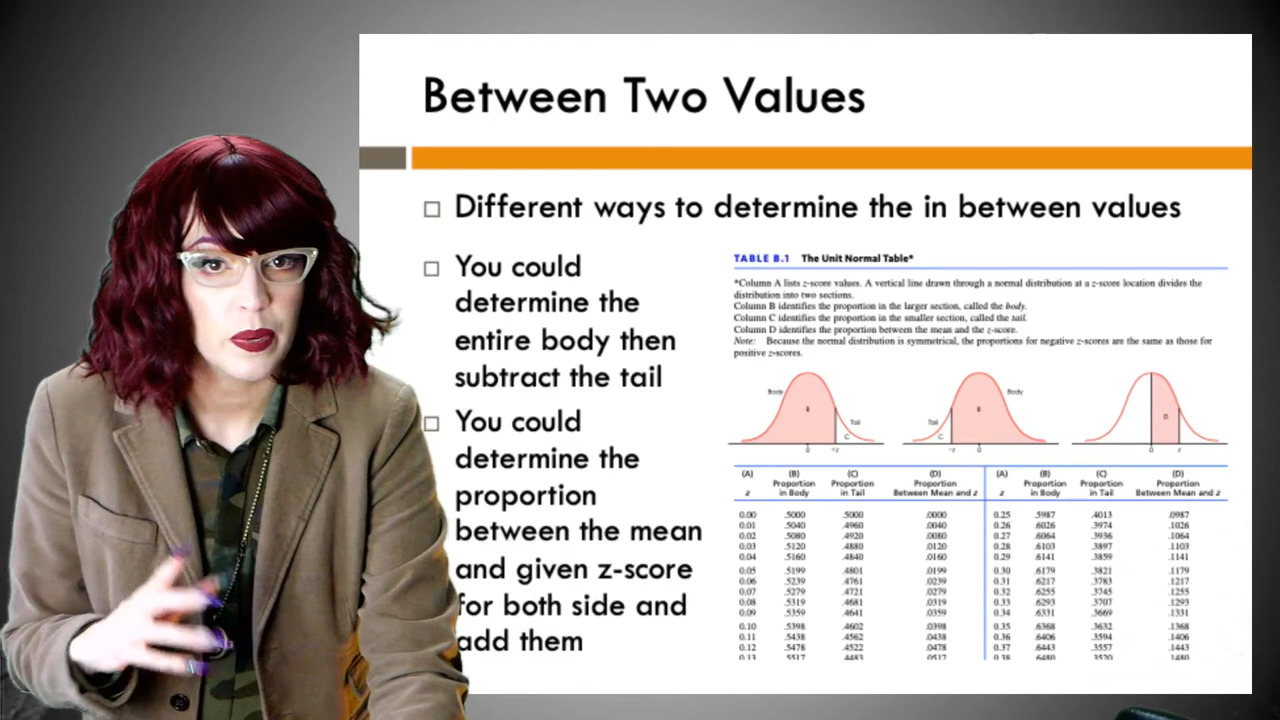 Between Two Values
Different ways to determine the in between values
You could
determine the
entire body then
subtract the tail
You could
determine the
proportion
between the mean
and given z-score
for both side and
add them
TABLE B.1 The Unit Normal Table*
*Column A lists z-score values. A vertical line drawn through a normal distribution at a z-score location divides the
distribution into two sections.
Column B identifies the proportion in the larger section, called the body.
Column C identifies the proportion in the smaller section, called the tail.
Column D identifies the proportion between the mean and the z-score.
Note: Because the normal distribution is symmetrical, the proportions for negative z-scores are the same as those for
positive z-scores.
Body
B
Tail
C
0 +z
Body
B
Tail
C
-z 0
D
0 z
(A) (B) (C) (D) (A) (B) (C) (D)
Proportion Proportion Proportion Proportion Proportion Proportion
z in Body in Tail Between Mean and z z in Body in Tail Between Mean and z
0.00 .5000 .5000 .0000 0.25 .5987 .4013 .0987
0.01 .5040 .4960 .0040 0.26 .6026 .3974 .1026
0.02 .5080 .4920 .0080 0.27 .6064 .3936 .1064
0.03 .5120 .4880 .0120 0.28 .6103 .3897 .1103
0.04 .5160 .4840 .0160 0.29 .6141 .3859 .1141
0.05 .5199 .4801 .0199 0.30 .6179 .3821 .1179
0.06 .5239 .4761 .0239 0.31 .6217 .3783 .1217
0.07 .5279 .4721 .0279 0.32 .6255 .3745 .1255
0.08 .5319 .4681 .0319 0.33 .6293 .3707 .1293
0.09 .5359 .4641 .0359 0.34 .6331 .3669 .1331
0.10 .5398 .4602 .0398 0.35 .6368 .3632 .1368
0.11 .5438 .4562 .0438 0.36 .6406 .3594 .1406
0.12 .5478 .4522 .0478 0.37 .6443 .3557 .1443
0.13 .5517 .4483 .0517 0.38 .6480 .3520 .1480